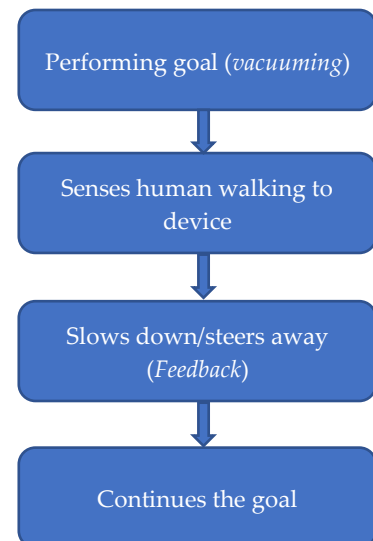 Performing goal (vacuuming)
Senses human walking to
device
Slows down/steers away
(Feedback)
Continues the goal